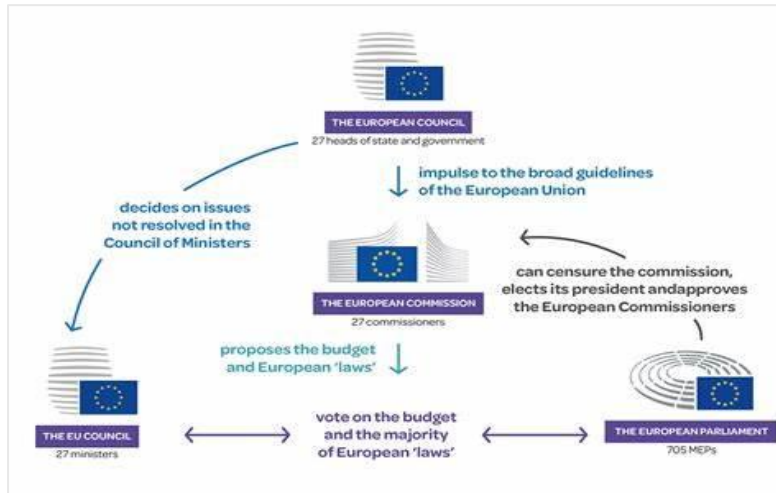 THE EUROPEAN COUNCIL
27 heads of state and government
impulse to the broad guidelines
of the European Union
decides on issues
not resolved in the
Council of Ministers
THE EUROPEAN COMMISSION
27 commissioners
can censure the commission,
elects its president andapproves
the European Commissioners
proposes the budget
and European ‘laws’
THE EU COUNCIL
27 ministers
vote on the budget
and the majority
of European ‘laws’
THE EUROPEAN PARLIAMENT
705 MEPs